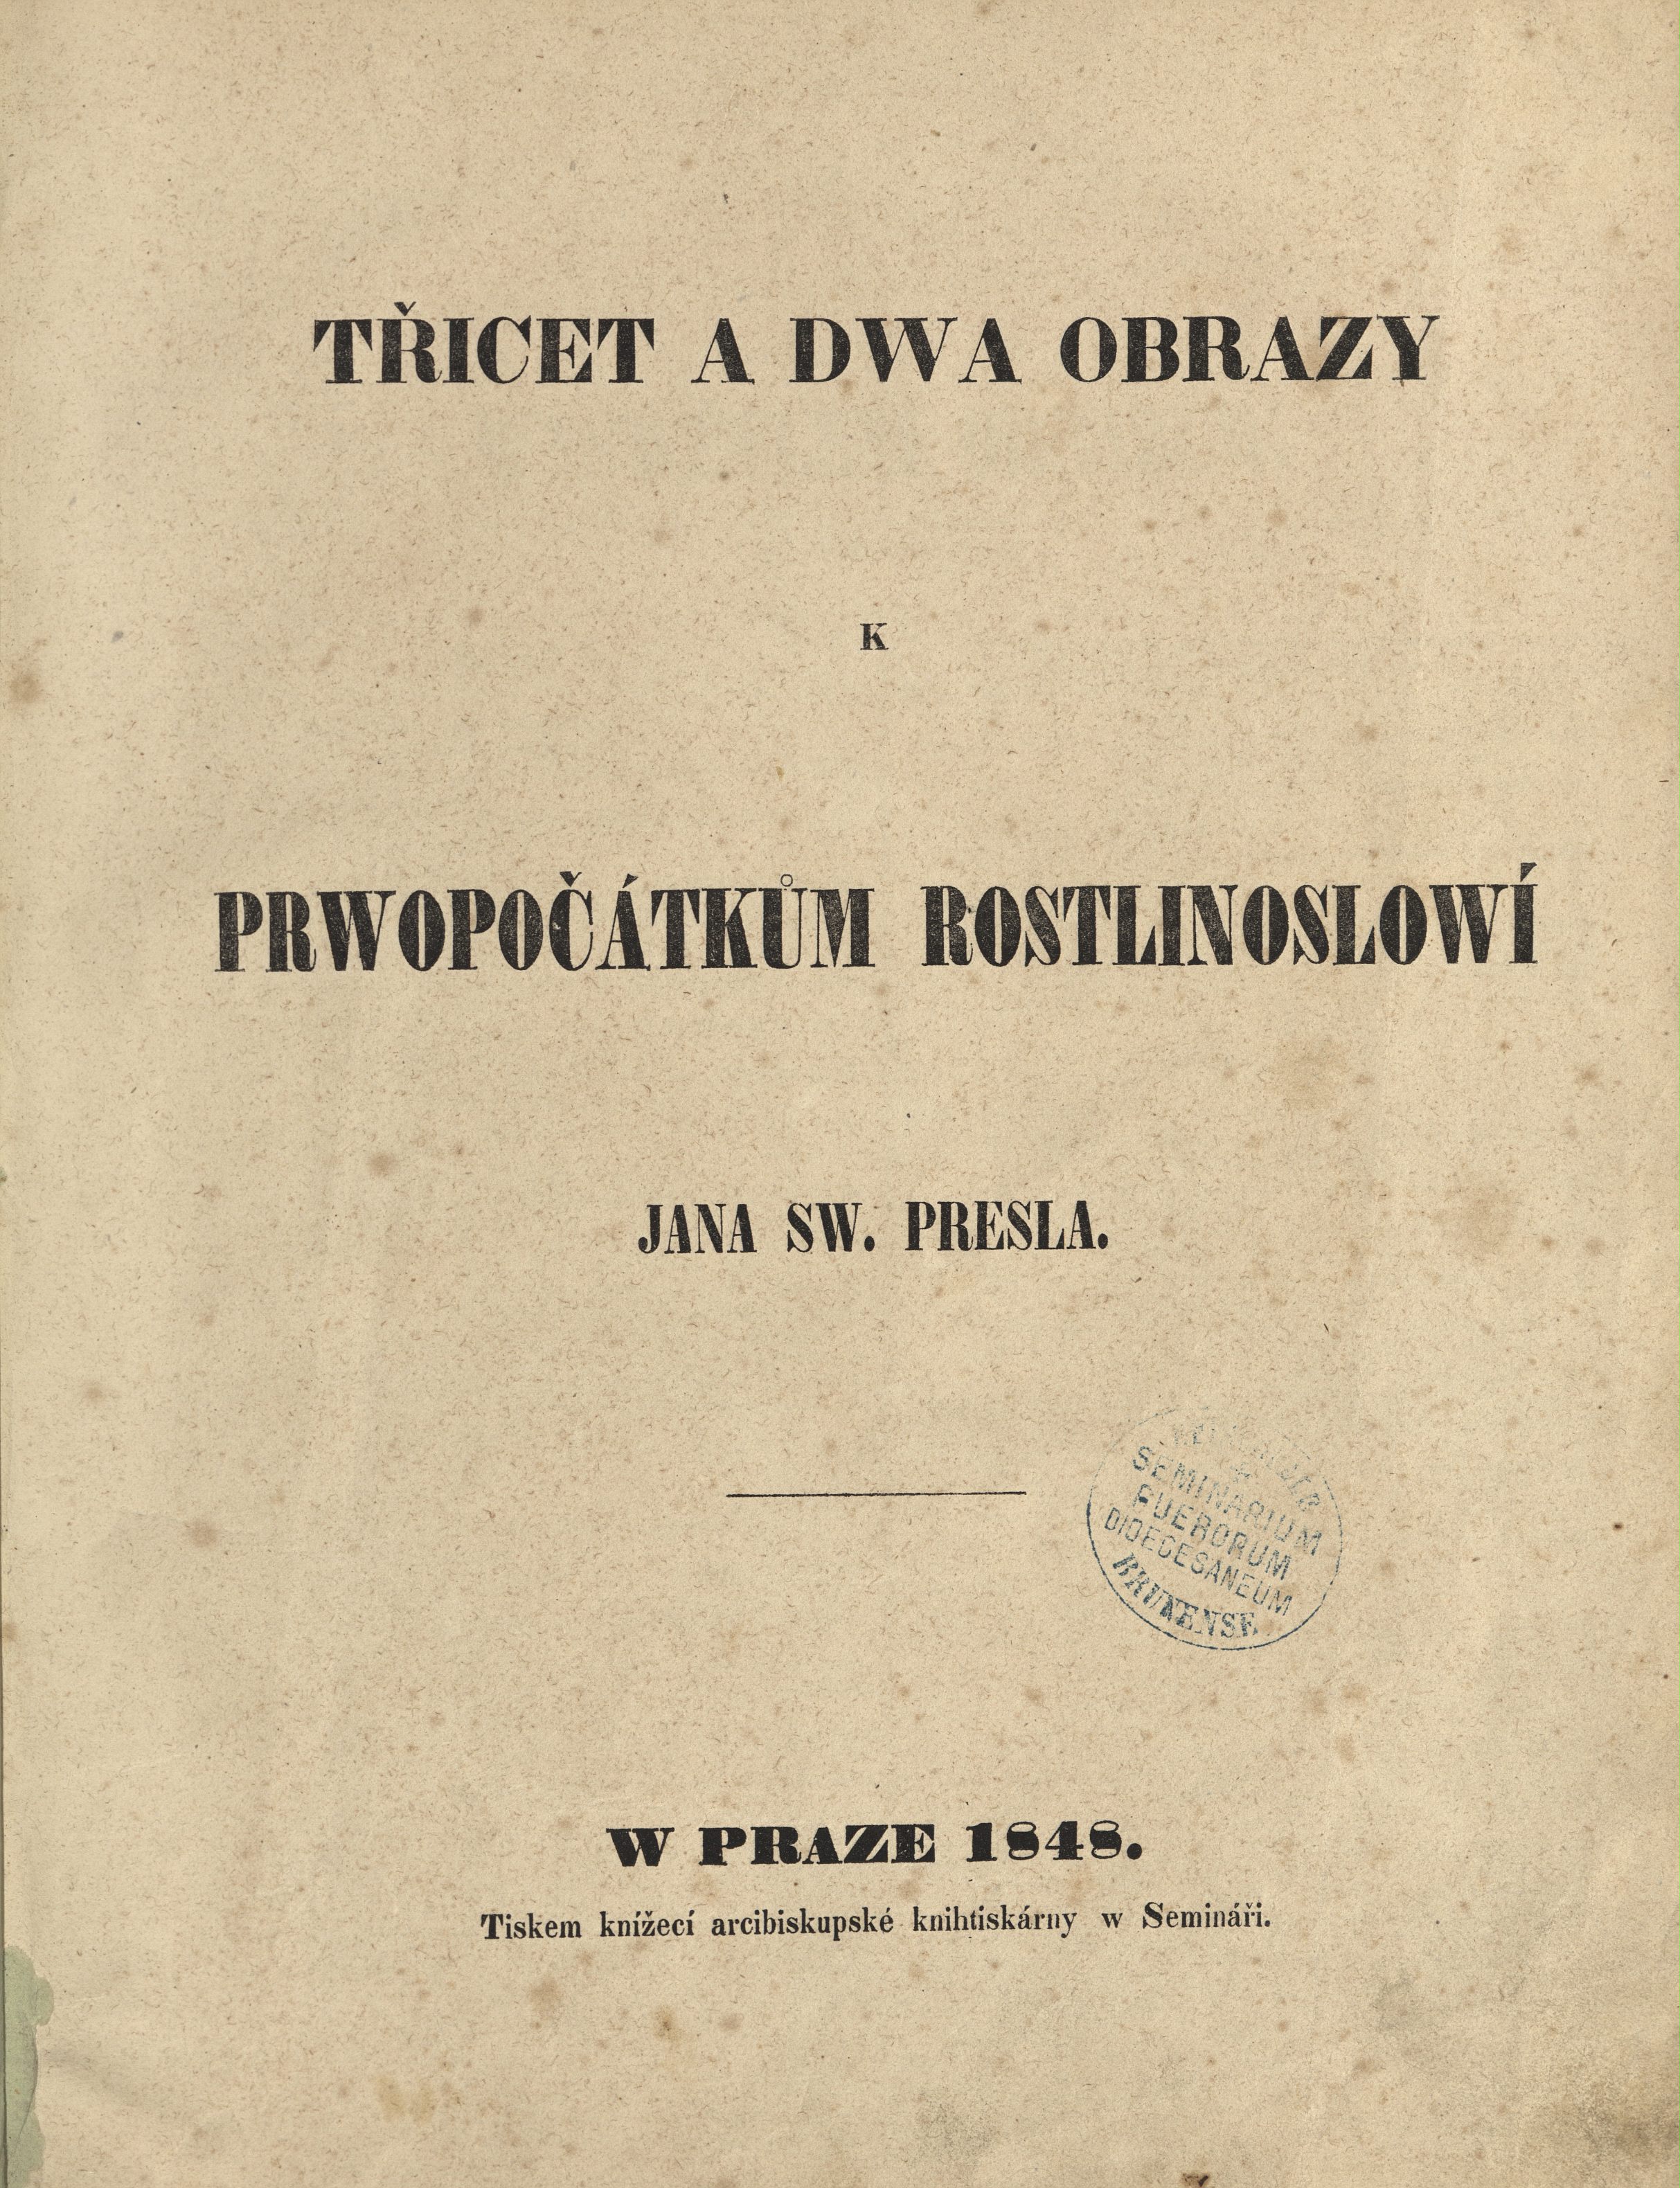 TŘICET A DWA OBRAZY
K
PRWOPOČÁTKŮM ROSTLINOSLOWÍ
JANA SW. PRESLA.
SEMINARIUM
PUERORUM
DIOECESANEUM
BRUNENSE
W PRAZE 1848.
Tiskem knížecí arcibiskupské knihtiskárny w Semináři.